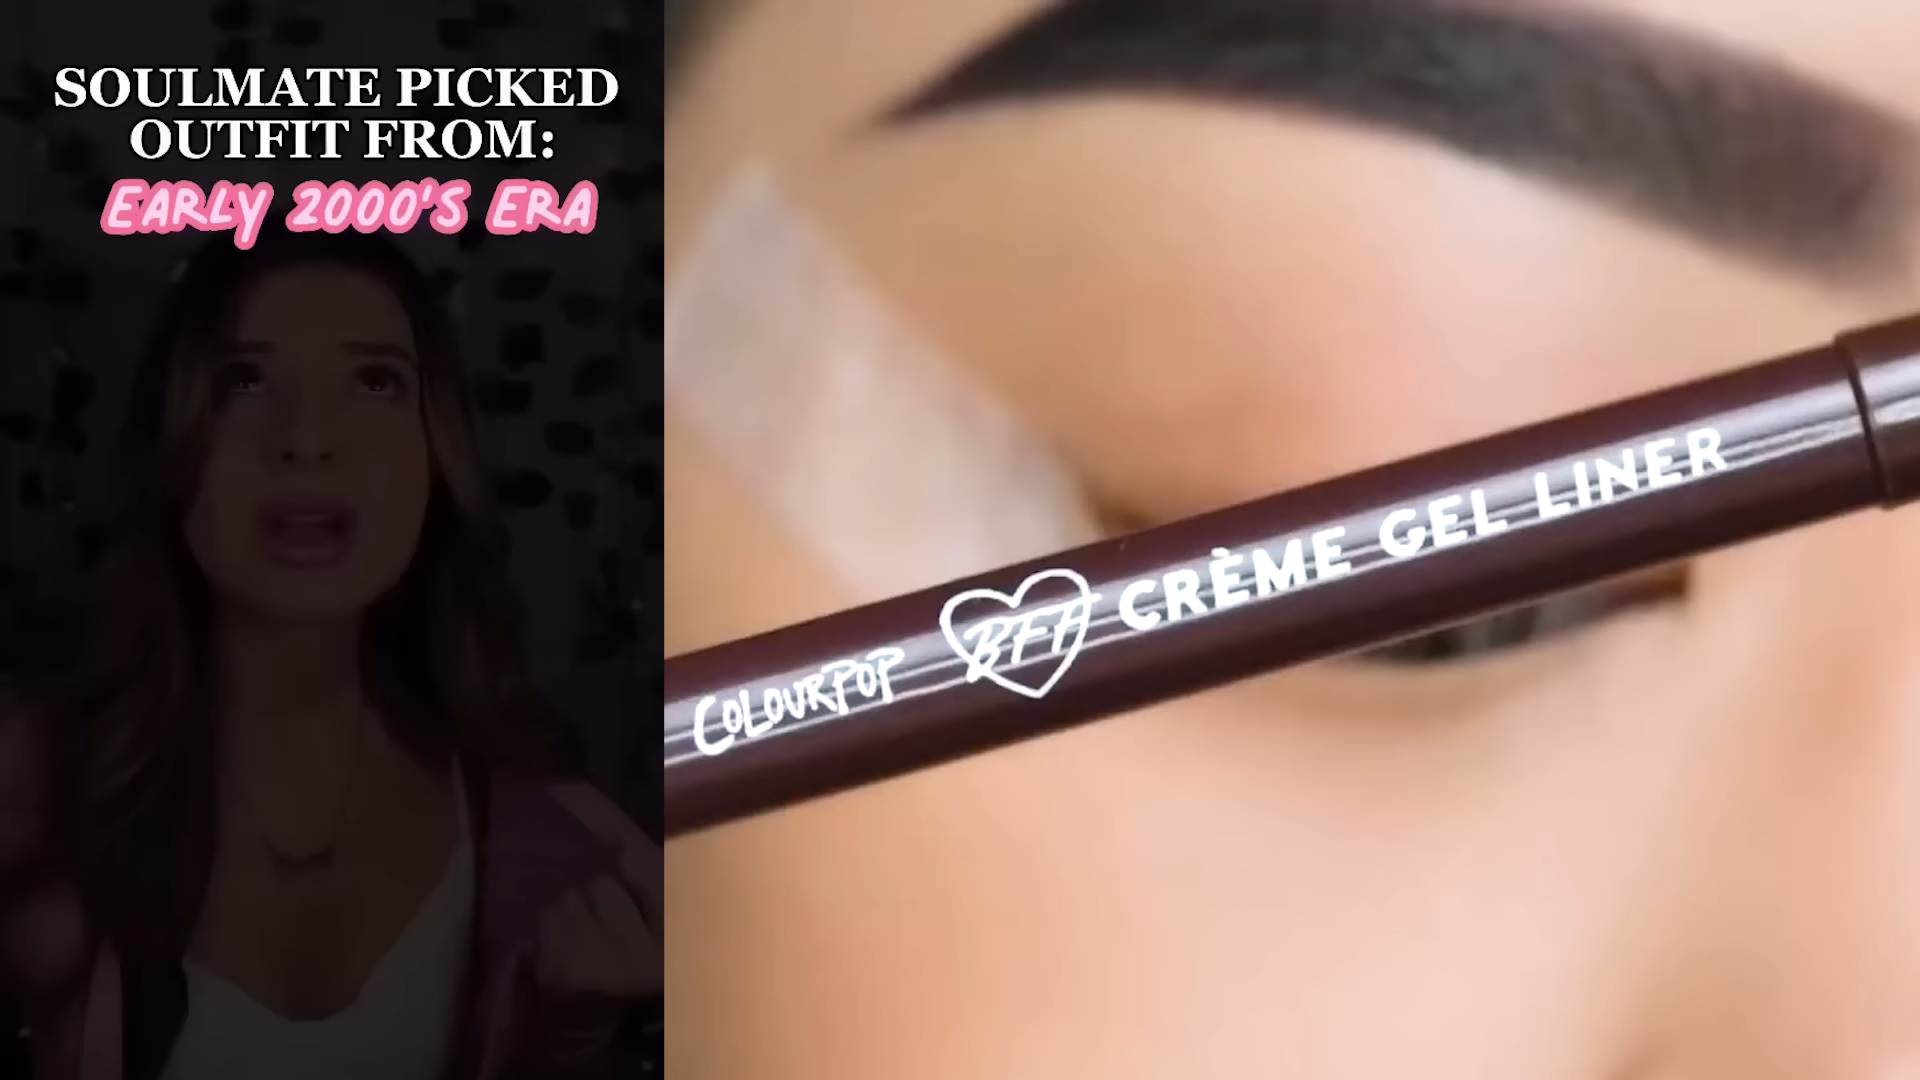 SOULMATE PICKED
OUTFIT FROM:
EARLY 2000'S ERA
COLOURPOP BFF CRÈME GEL LINER